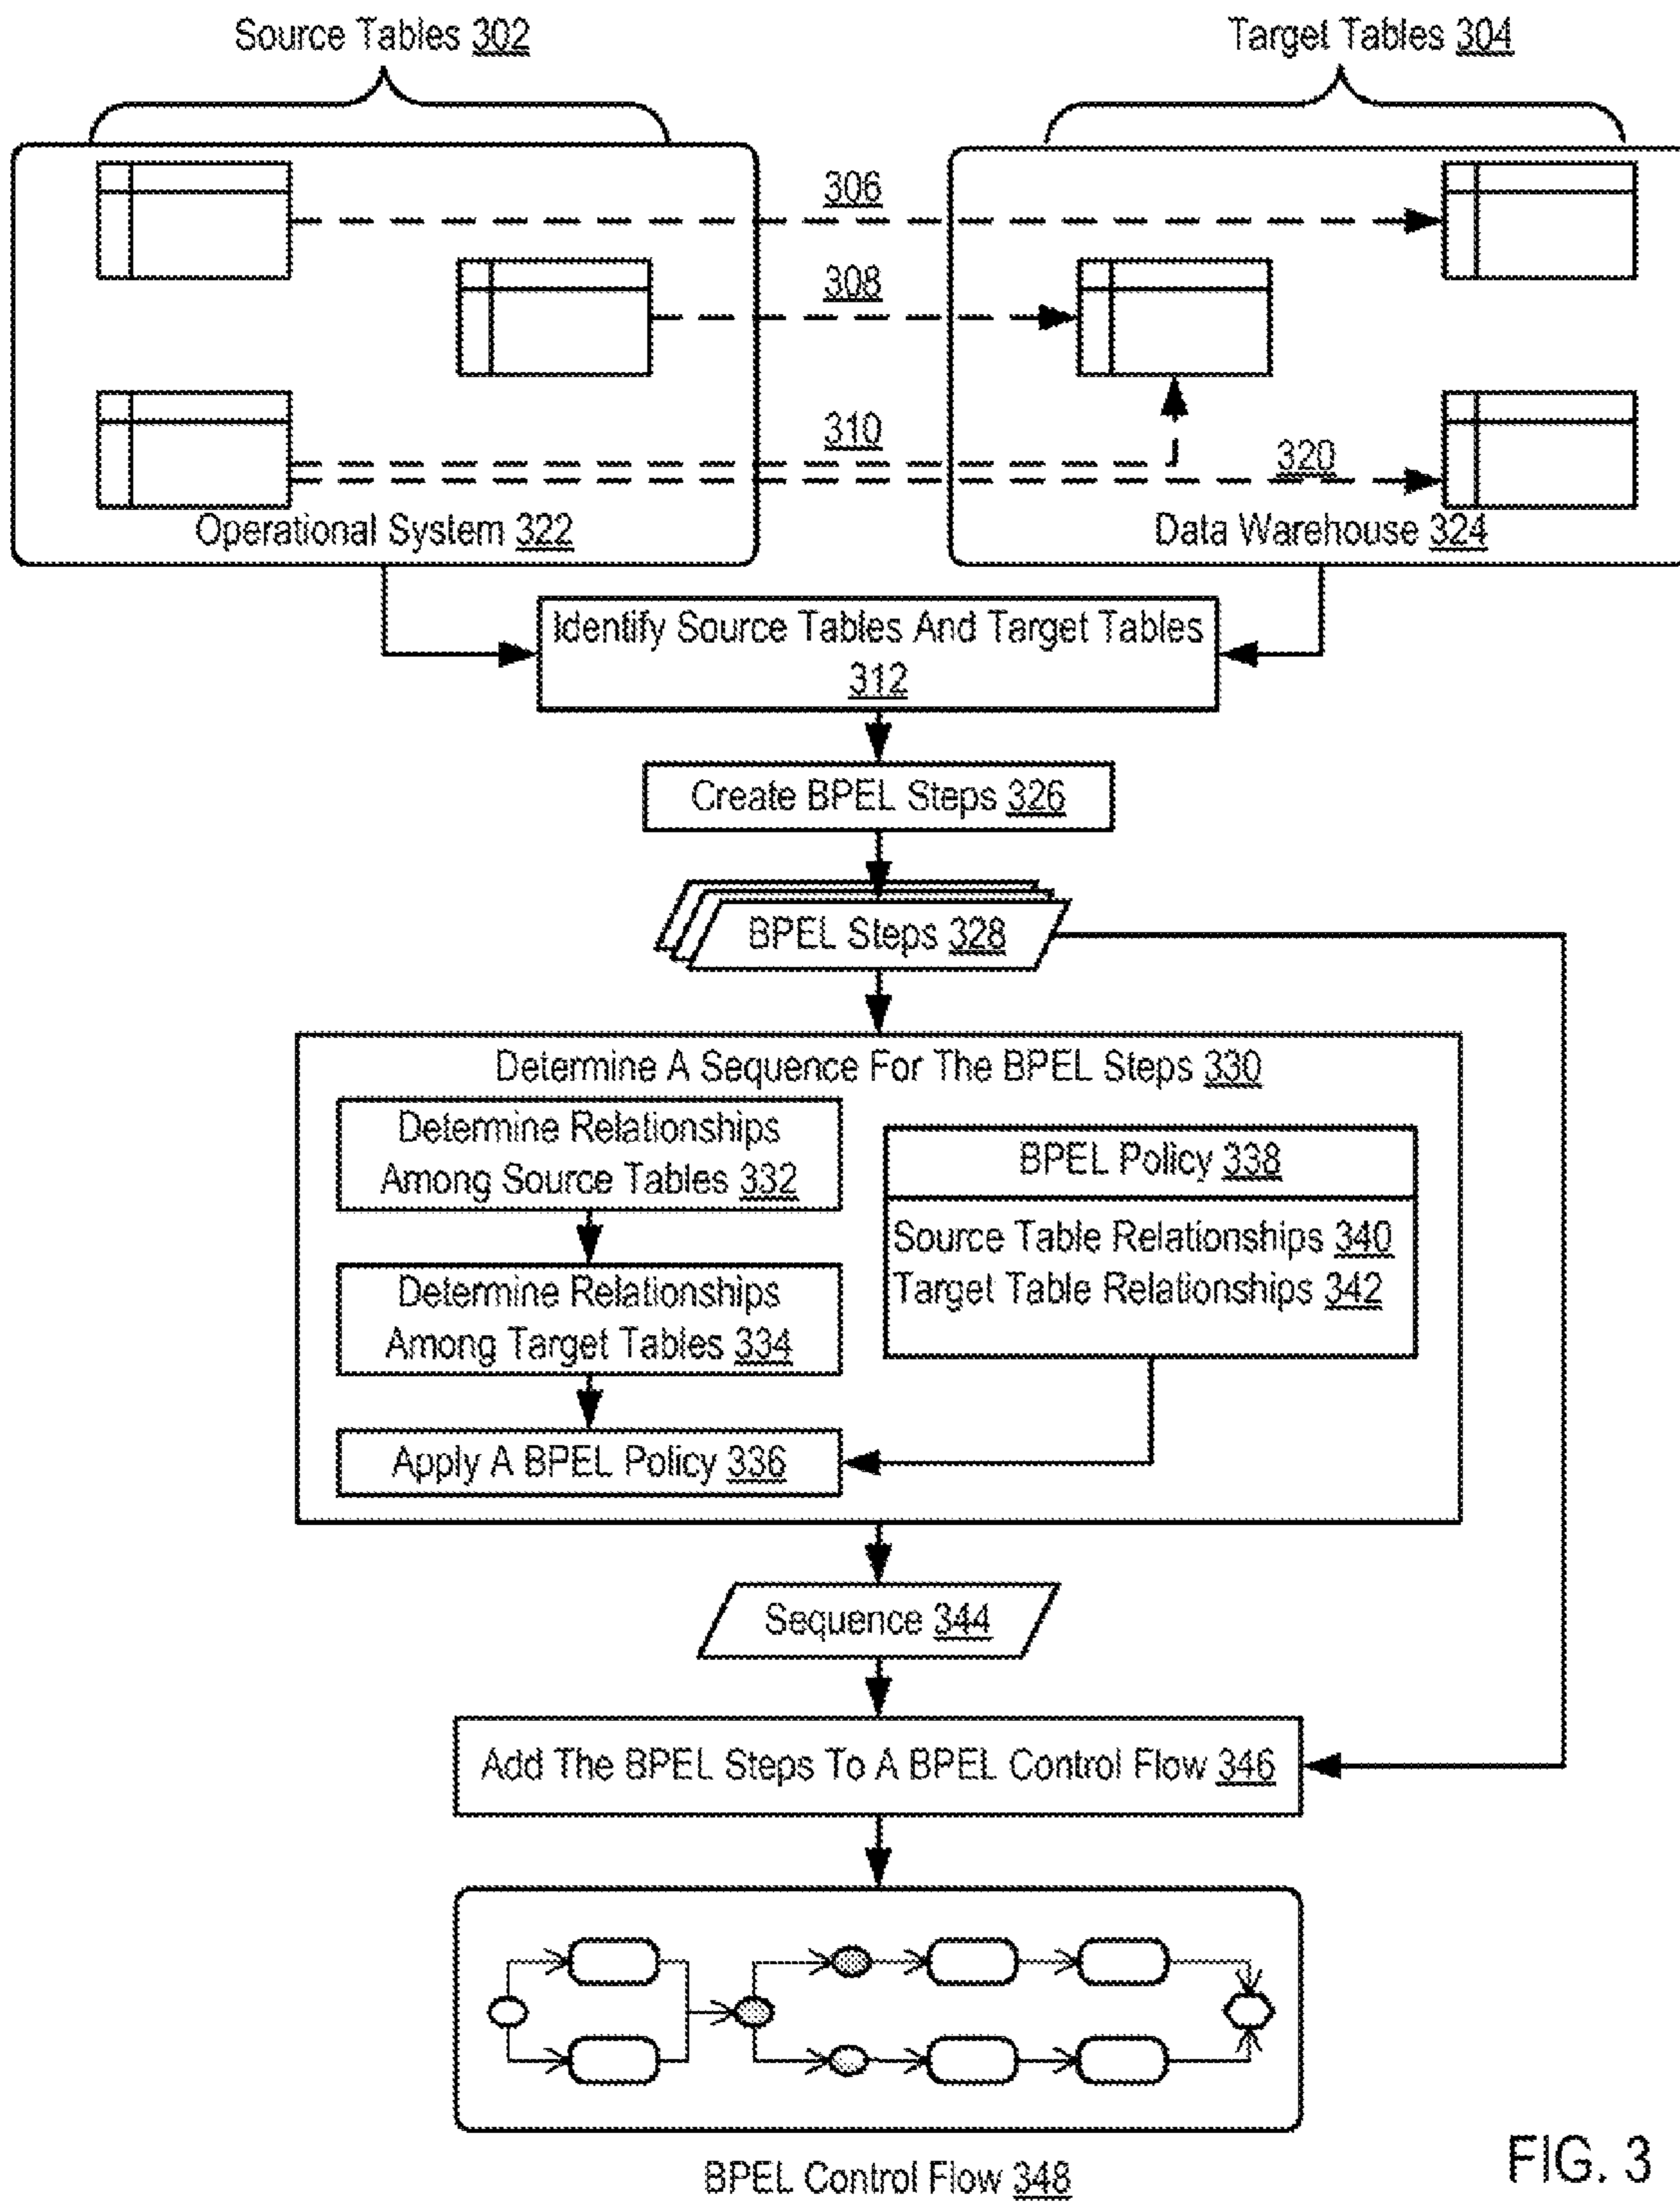 Source Tables 302
Target Tables 304
306
308
310
320
Operational System 322
Data Warehouse 324
Identify Source Tables And Target Tables
312
Create BPEL Steps 326
BPEL Steps 328
Determine A Sequence For The BPEL Steps 330
Determine Relationships
Among Source Tables 332
BPEL Policy 338
Source Table Relationships 340
Target Table Relationships 342
Determine Relationships
Among Target Tables 334
Apply A BPEL Policy 336
Sequence 344
Add The BPEL Steps To A BPEL Control Flow 346
BPEL Control Flow 348
FIG. 3